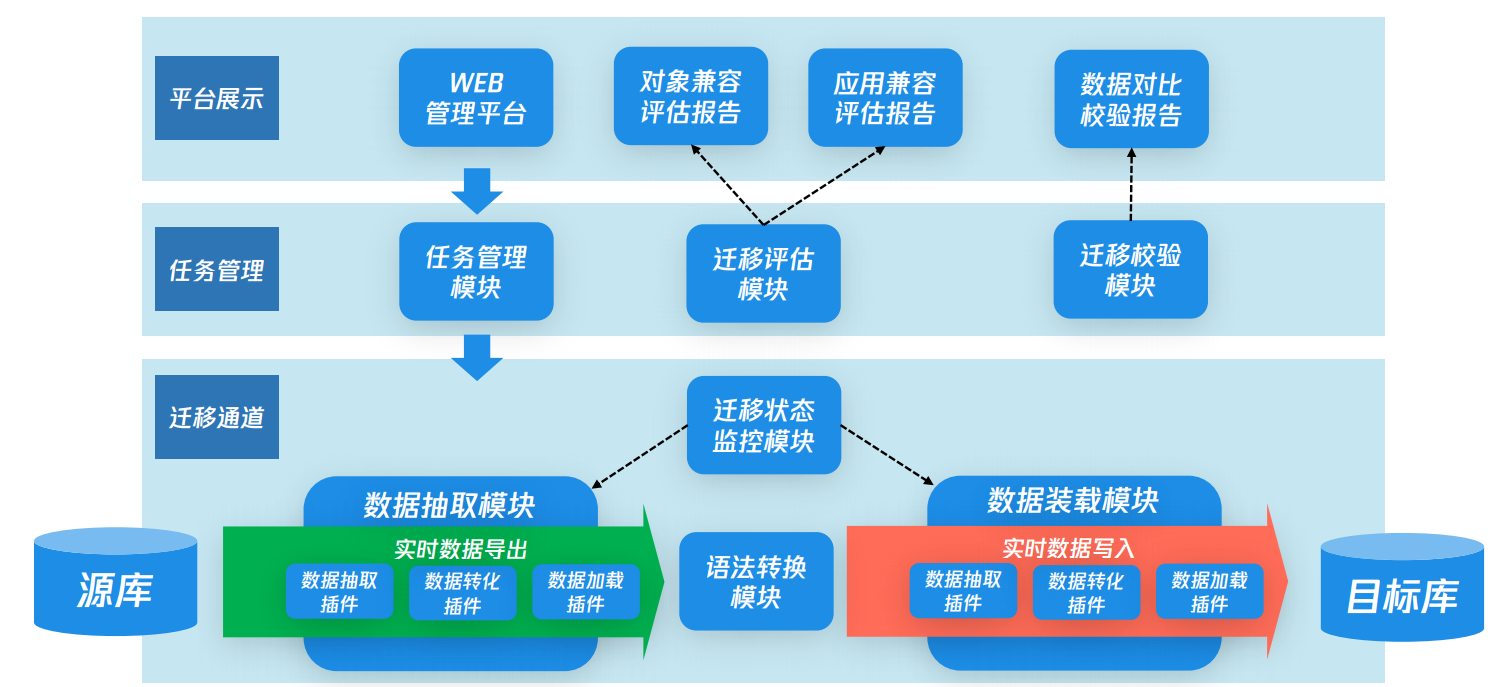 平台展示
WEB
管理平台
对象兼容
评估报告
应用兼容
评估报告
数据对比
校验报告
任务管理
任务管理
模块
迁移评估
模块
迁移校验
模块
迁移通道
迁移状态
监控模块
数据抽取模块
实时数据导出
数据抽取
插件
数据转化
插件
数据加载
插件
语法转换
模块
数据装载模块
实时数据写入
数据抽取
插件
数据转化
插件
数据加载
插件
源库
目标库